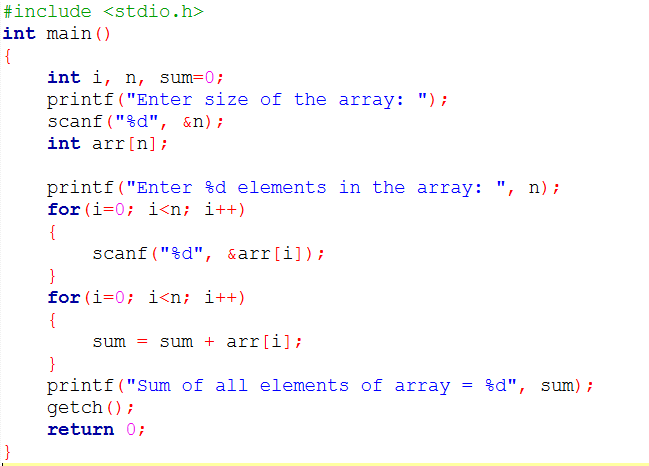 #include <stdio.h>
int main()
{
    int i, n, sum=0;
    printf("Enter size of the array: ");
    scanf("%d", &n);
    int arr[n];

    printf("Enter %d elements in the array: ", n);
    for(i=0; i<n; i++)
    {
        scanf("%d", &arr[i]);
    }
    for(i=0; i<n; i++)
    {
        sum = sum + arr[i];
    }
    printf("Sum of all elements of array = %d", sum);
    getch();
    return 0;
}